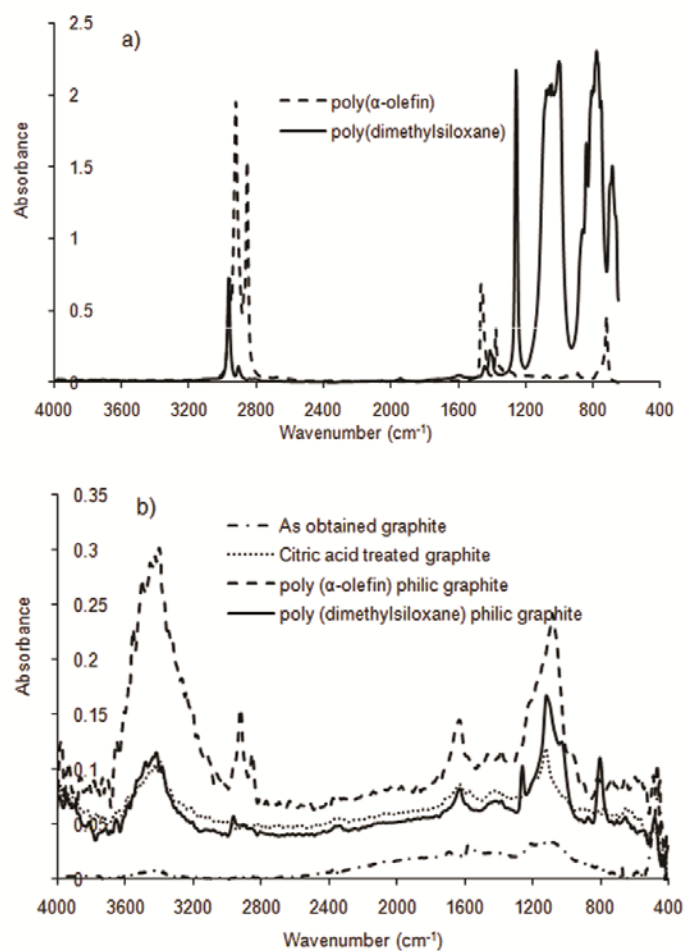 2.5
a)
2
poly(α-olefin)
poly(dimethylsiloxane)
1.5
1
0.5
0
Absorbance
4000 3600 3200 2800 2400 2000 1600 1200 800 400
Wavenumber (cm-1)
0.35
b)
0.3
As obtained graphite
Citric acid treated graphite
poly (α-olefin) philic graphite
poly (dimethylsiloxane) philic graphite
0.25
0.2
0.15
0.1
0.05
0
Absorbance
4000 3600 3200 2800 2400 2000 1600 1200 800 400
Wavenumber (cm-1)